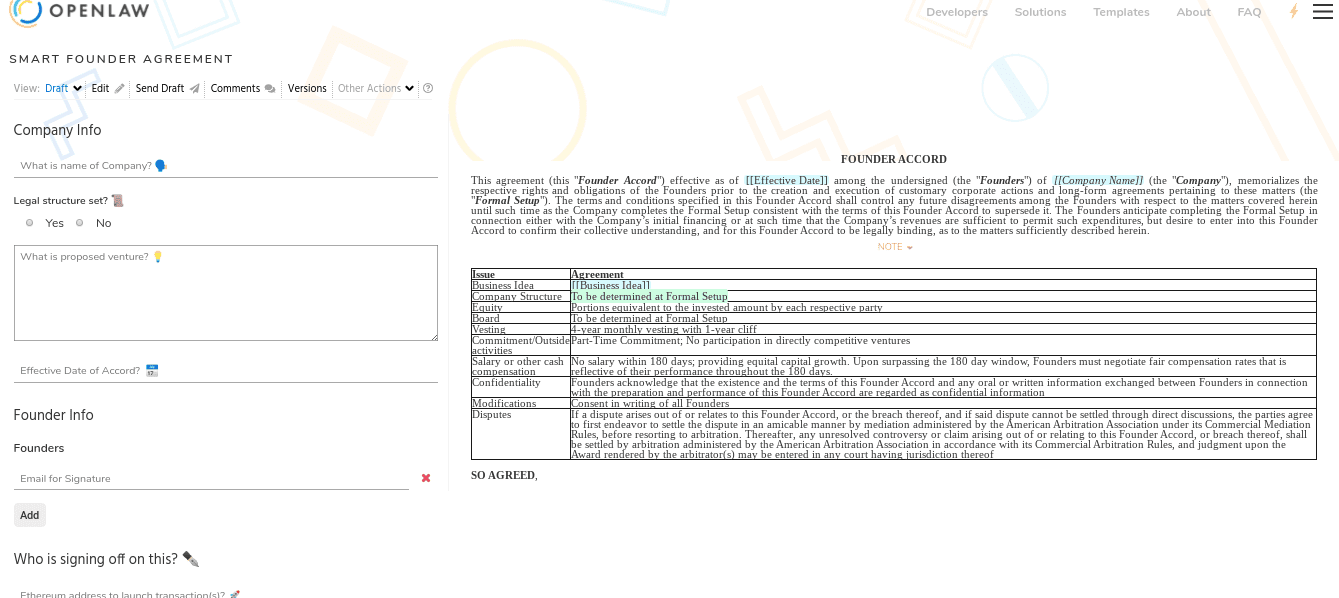 OPENLAW
Developers Solutions Templates About FAQ
SMART FOUNDER AGREEMENT
View: Draft Edit Send Draft Comments Versions Other Actions
Company Info
What is name of Company? 🗣
Legal structure set? 📜
Yes No
What is proposed venture? 💡
Effective Date of Accord? 📅
Founder Info
Founders
Email for Signature
Add
Who is signing off on this? ✒
Ethereum address to launch transaction(s)? 🚀
FOUNDER ACCORD
This agreement (this "Founder Accord") effective as of [[Effective Date]] among the undersigned (the "Founders") of [[Company Name]] (the "Company"), memorializes the
respective rights and obligations of the Founders prior to the creation and execution of customary corporate actions and long-form agreements pertaining to these matters (the
"Formal Setup"). The terms and conditions specified in this Founder Accord shall control any future disagreements among the Founders with respect to the matters covered herein
until such time as the Company completes the Formal Setup consistent with the terms of this Founder Accord to supersede it. The Founders anticipate completing the Formal Setup in
connection either with the Company's initial financing or at such time that the Company's revenues are sufficient to permit such expenditures, but desire to enter into this Founder
Accord to confirm their collective understanding, and for this Founder Accord to be legally binding, as to the matters sufficiently described herein.
NOTE
Issue Agreement
Business Idea [[Business Idea]]
Company Structure To be determined at Formal Setup
Equity Portions equivalent to the invested amount by each respective party
Board To be determined at Formal Setup
Vesting 4-year monthly vesting with 1-year cliff
Commitment/Outside Part-Time Commitment; No participation in directly competitive ventures
activities
Salary or other cash No salary within 180 days; providing equital capital growth. Upon surpassing the 180 day window, Founders must negotiate fair compensation rates that is
compensation reflective of their performance throughout the 180 days.
Confidentiality Founders acknowledge that the existence and the terms of this Founder Accord and any oral or written information exchanged between Founders in connection
with the preparation and performance of this Founder Accord are regarded as confidential information
Modifications Consent in writing of all Founders
Disputes If a dispute arises out of or relates to this Founder Accord, or the breach thereof, and if said dispute cannot be settled through direct discussions, the parties agree
to first endeavor to settle the dispute in an amicable manner by mediation administered by the American Arbitration Association under its Commercial Mediation
Rules, before resorting to arbitration. Thereafter, any unresolved controversy or claim arising out of or relating to this Founder Accord, or breach thereof, shall
be settled by arbitration administered by the American Arbitration Association in accordance with its Commercial Arbitration Rules, and judgment upon the
Award rendered by the arbitrator(s) may be entered in any court having jurisdiction thereof
SO AGREED,